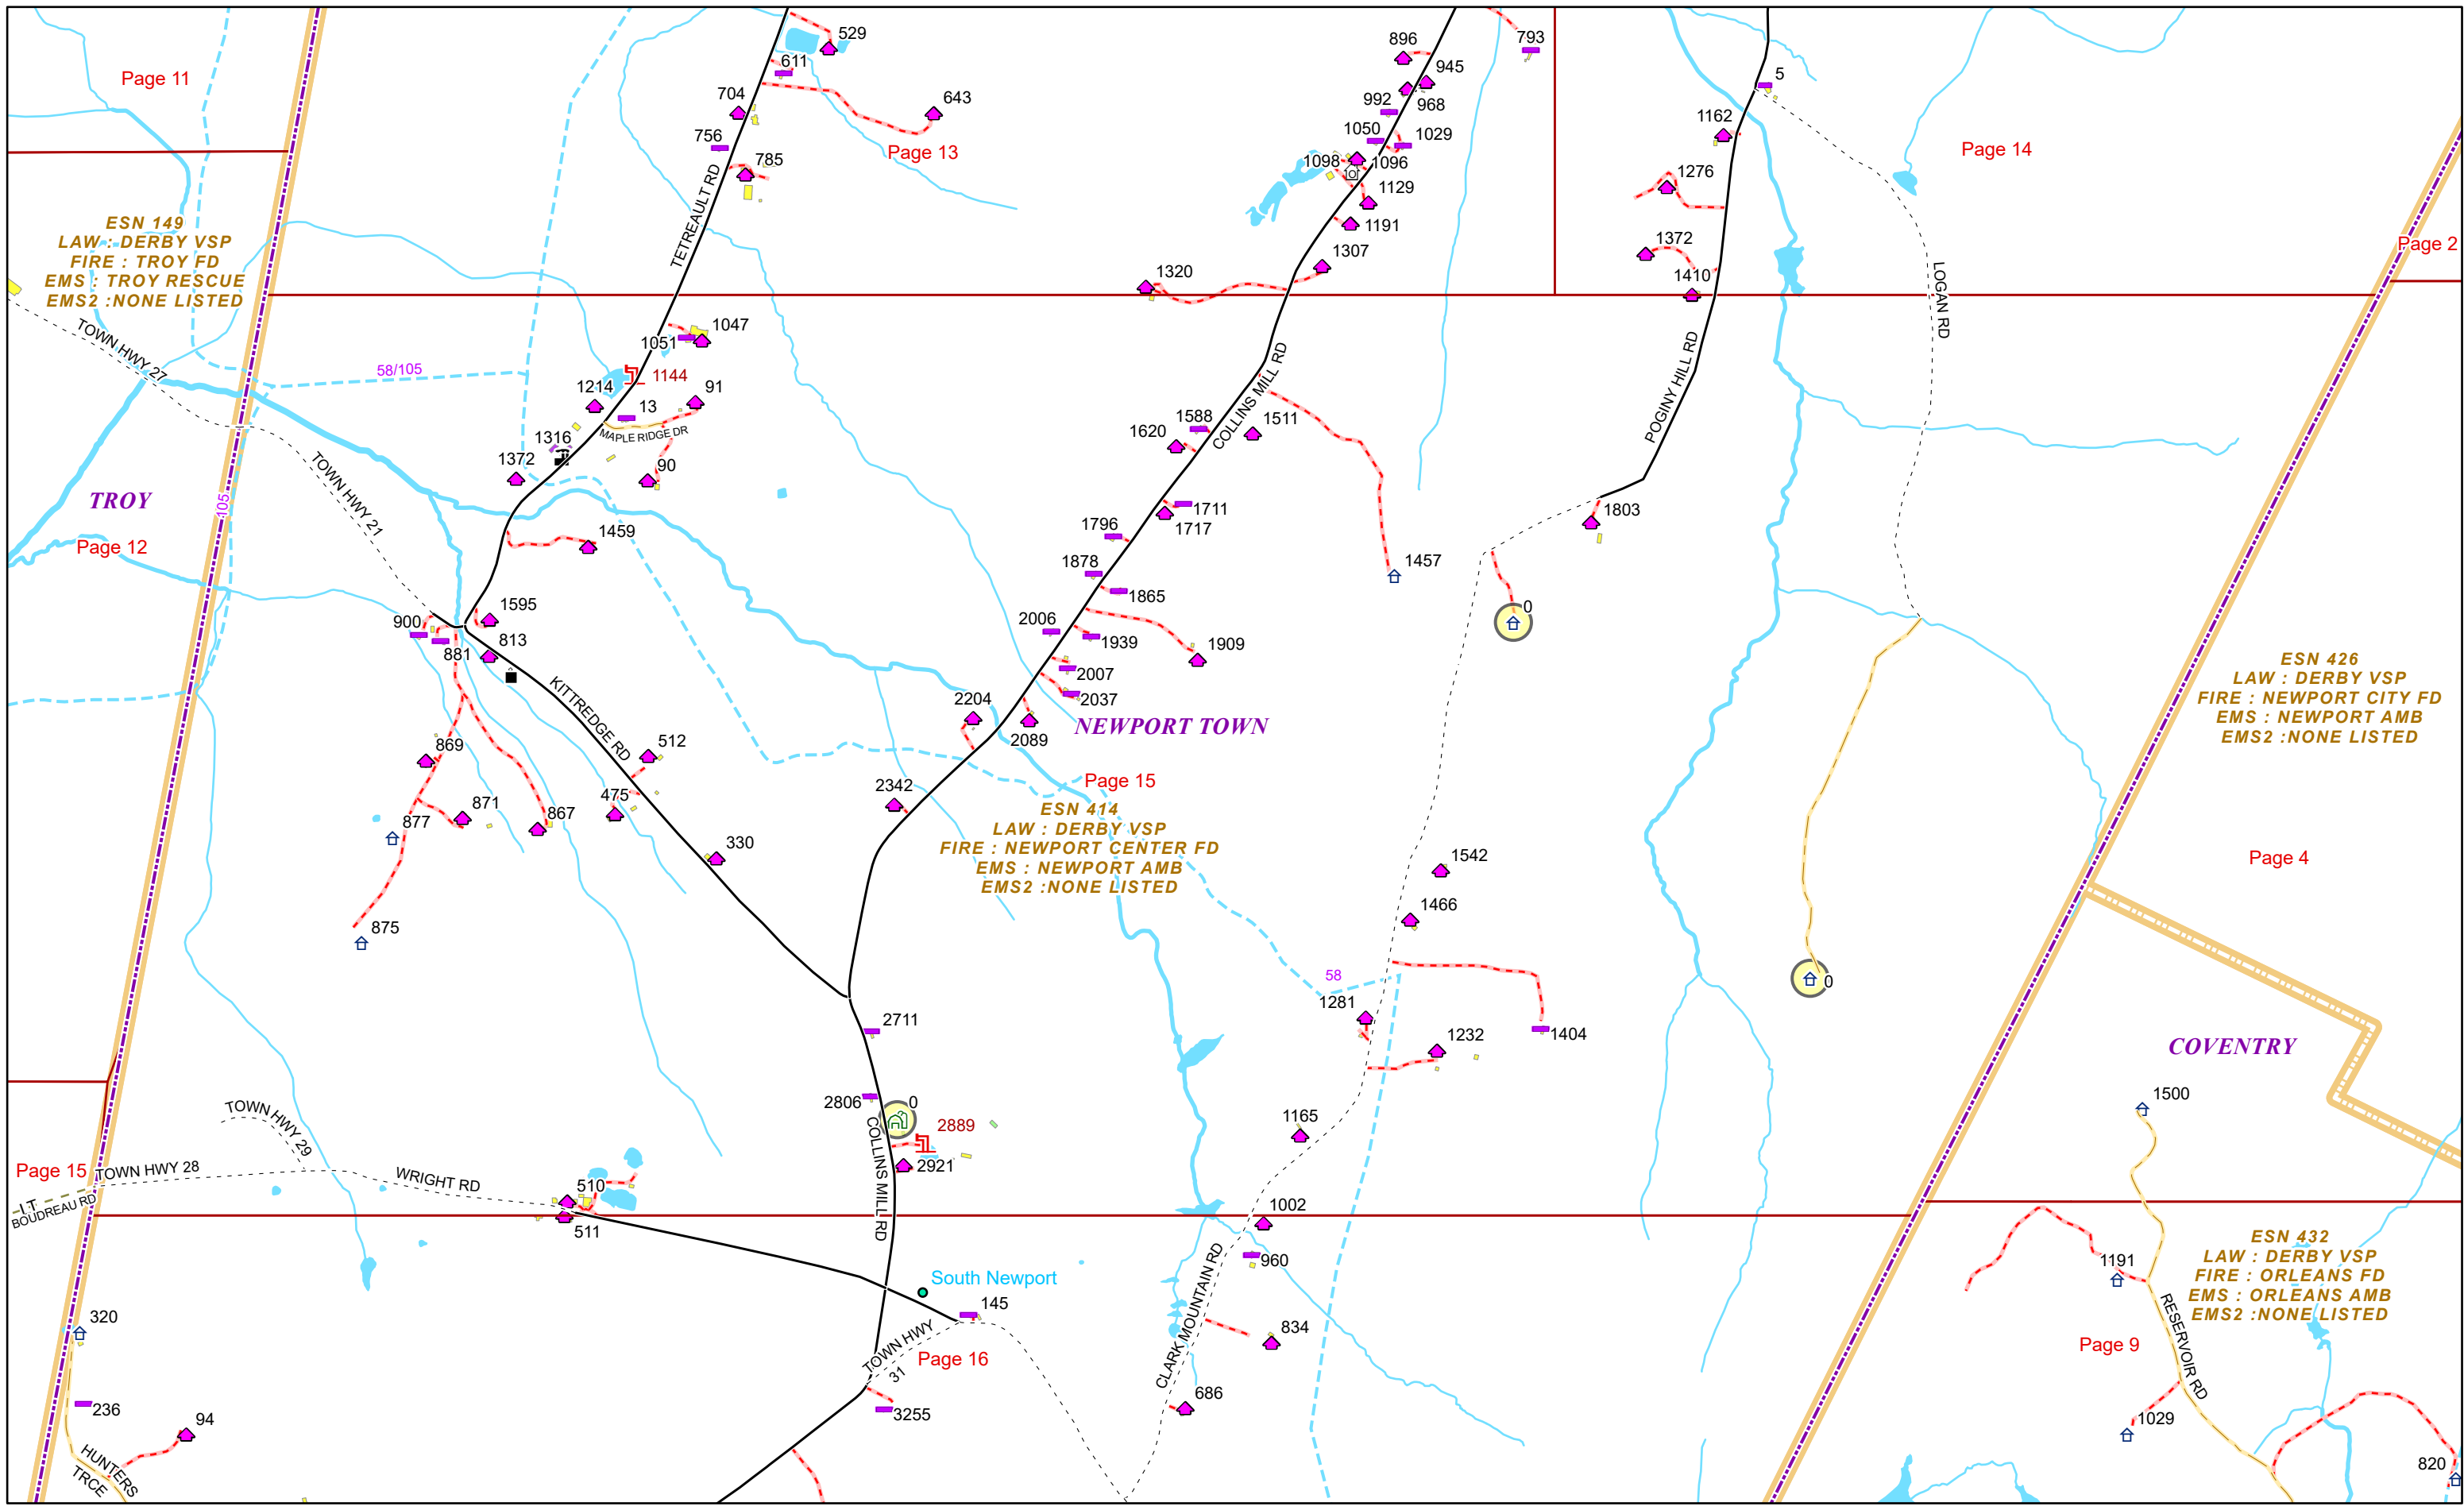 529
896
793
945
611
5
Page 11
704
643
992
968
756
1050
1029
1162
Page 13
Page 14
785
1098
1096
1276
1129
TETREAULT RD
ESN 149
LAW : DERBY VSP
FIRE : TROY FD
EMS : TROY RESCUE
EMS2 :NONE LISTED
1191
1372
Page 2
1307
1320
1410
LOGAN RD
TOWN HWY 27
1047
1051
58/105
1144
COLLINS MILL RD
POGINY HILL RD
1214
13
91
MAPLE RIDGE DR
1588
1511
1316
1620
1372
90
TOWN HWY 21
TROY
105
1711
1803
1796
1717
Page 12
1459
1878
1457
1865
1595
0
900
2006
813
1939
1909
881
2007
ESN 426
LAW : DERBY VSP
FIRE : NEWPORT CITY FD
EMS : NEWPORT AMB
EMS2 :NONE LISTED
KITTREDGE RD
2204
2037
NEWPORT TOWN
2089
869
512
Page 15
2342
475
ESN 414
LAW : DERBY VSP
FIRE : NEWPORT CENTER FD
EMS : NEWPORT AMB
EMS2 :NONE LISTED
871
867
877
330
1542
Page 4
1466
875
58
0
1281
2711
1404
1232
COVENTRY
2806
0
1500
TOWN HWY 29
2889
1165
COLLINS MILL RD
2921
Page 15
TOWN HWY 28
WRIGHT RD
510
LT
BOUDREAU RD
511
1002
ESN 432
LAW : DERBY VSP
FIRE : ORLEANS FD
EMS : ORLEANS AMB
EMS2 :NONE LISTED
960
1191
South Newport
CLARK MOUNTAIN RD
145
320
834
RESERVOIR RD
Page 9
TOWN HWY
31
Page 16
686
236
94
3255
1029
HUNTERS
TRCE
820